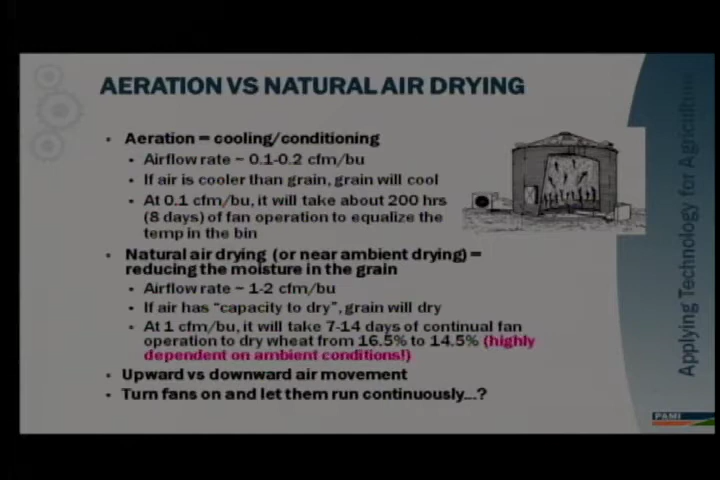 AERATION VS NATURAL AIR DRYING
Aeration = cooling/conditioning
Airflow rate ~ 0.1-0.2 cfm/bu
If air is cooler than grain, grain will cool
At 0.1 cfm/bu, it will take about 200 hrs
(8 days) of fan operation to equalize the
temp in the bin
Natural air drying (or near ambient drying) =
reducing the moisture in the grain
Airflow rate ~ 1-2 cfm/bu
If air has “capacity to dry”, grain will dry
At 1 cfm/bu, it will take 7-14 days of continual fan
operation to dry wheat from 16.5% to 14.5% (highly
dependent on ambient conditions!)
Upward vs downward air movement
Turn fans on and let them run continuously...?
Applying Technology for Agriculture
PAMI